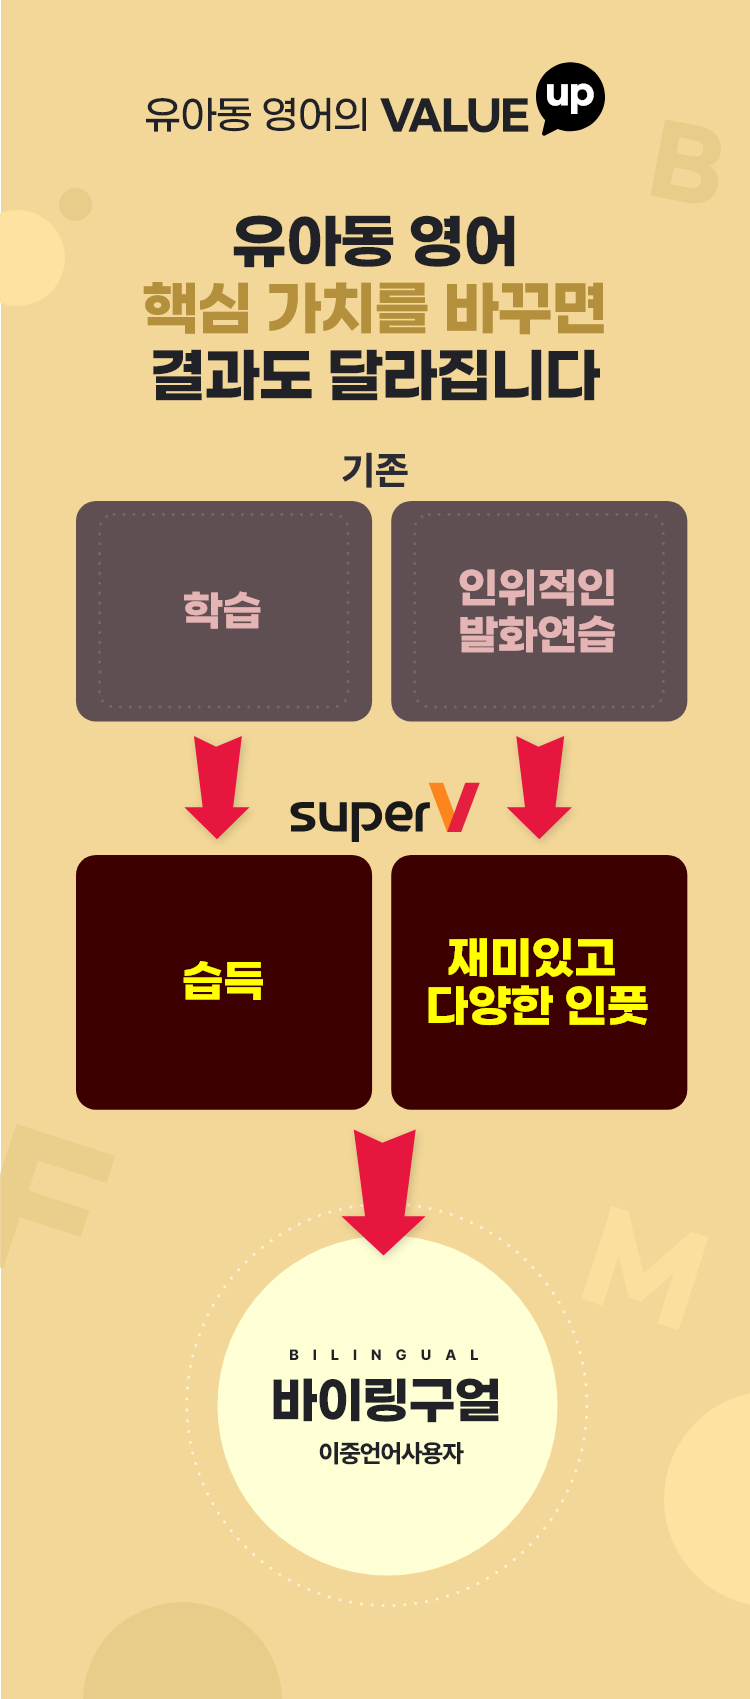 유아동 영어의 VALUE up
유아동 영어
핵심 가치를 바꾸면
결과도 달라집니다
기존
학습
인위적인
발화연습
superV
습득
재미있고
다양한 인풋
BILINGUAL
바이링구얼
이중언어사용자
B
F
M